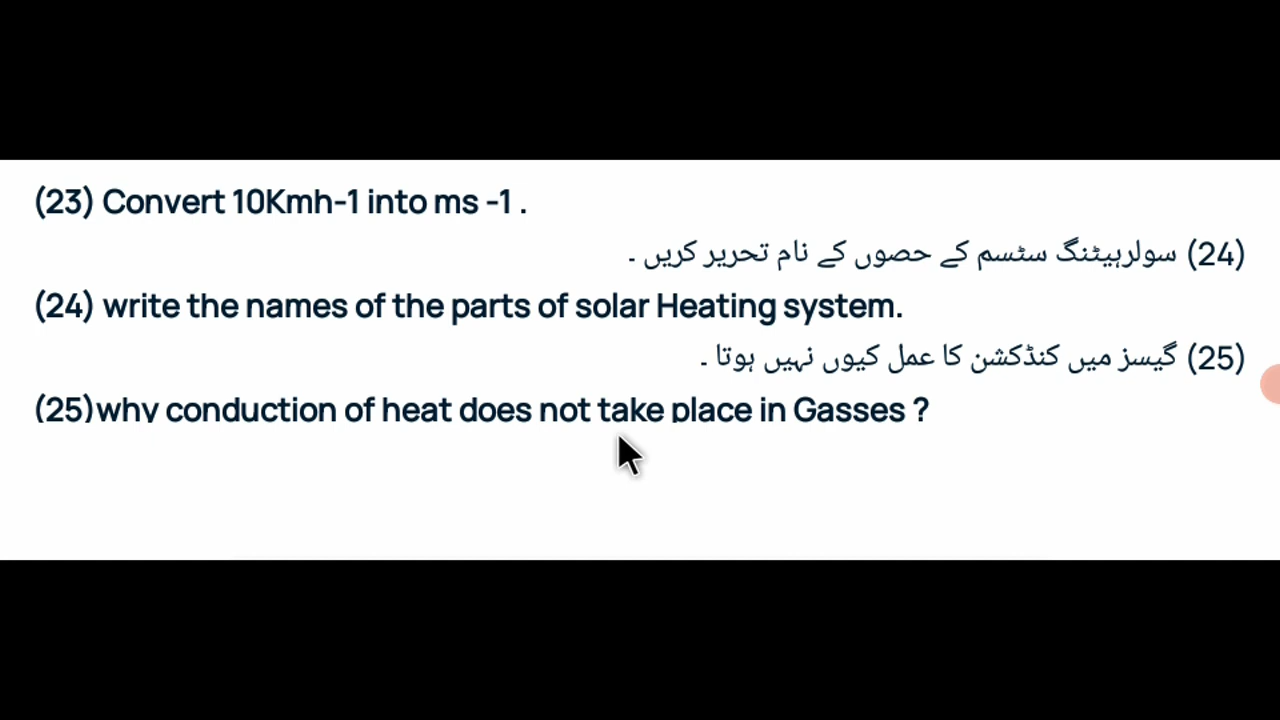 (23) Convert 10Kmh-1 into ms -1 .
(24) سولرہیٹنگ سٹسم کے حصوں کے نام تحریر کریں ۔
(24) write the names of the parts of solar Heating system.
(25) گیسز میں کنڈکشن کا عمل کیوں نہیں ہوتا ۔
(25)why conduction of heat does not take place in Gasses ?